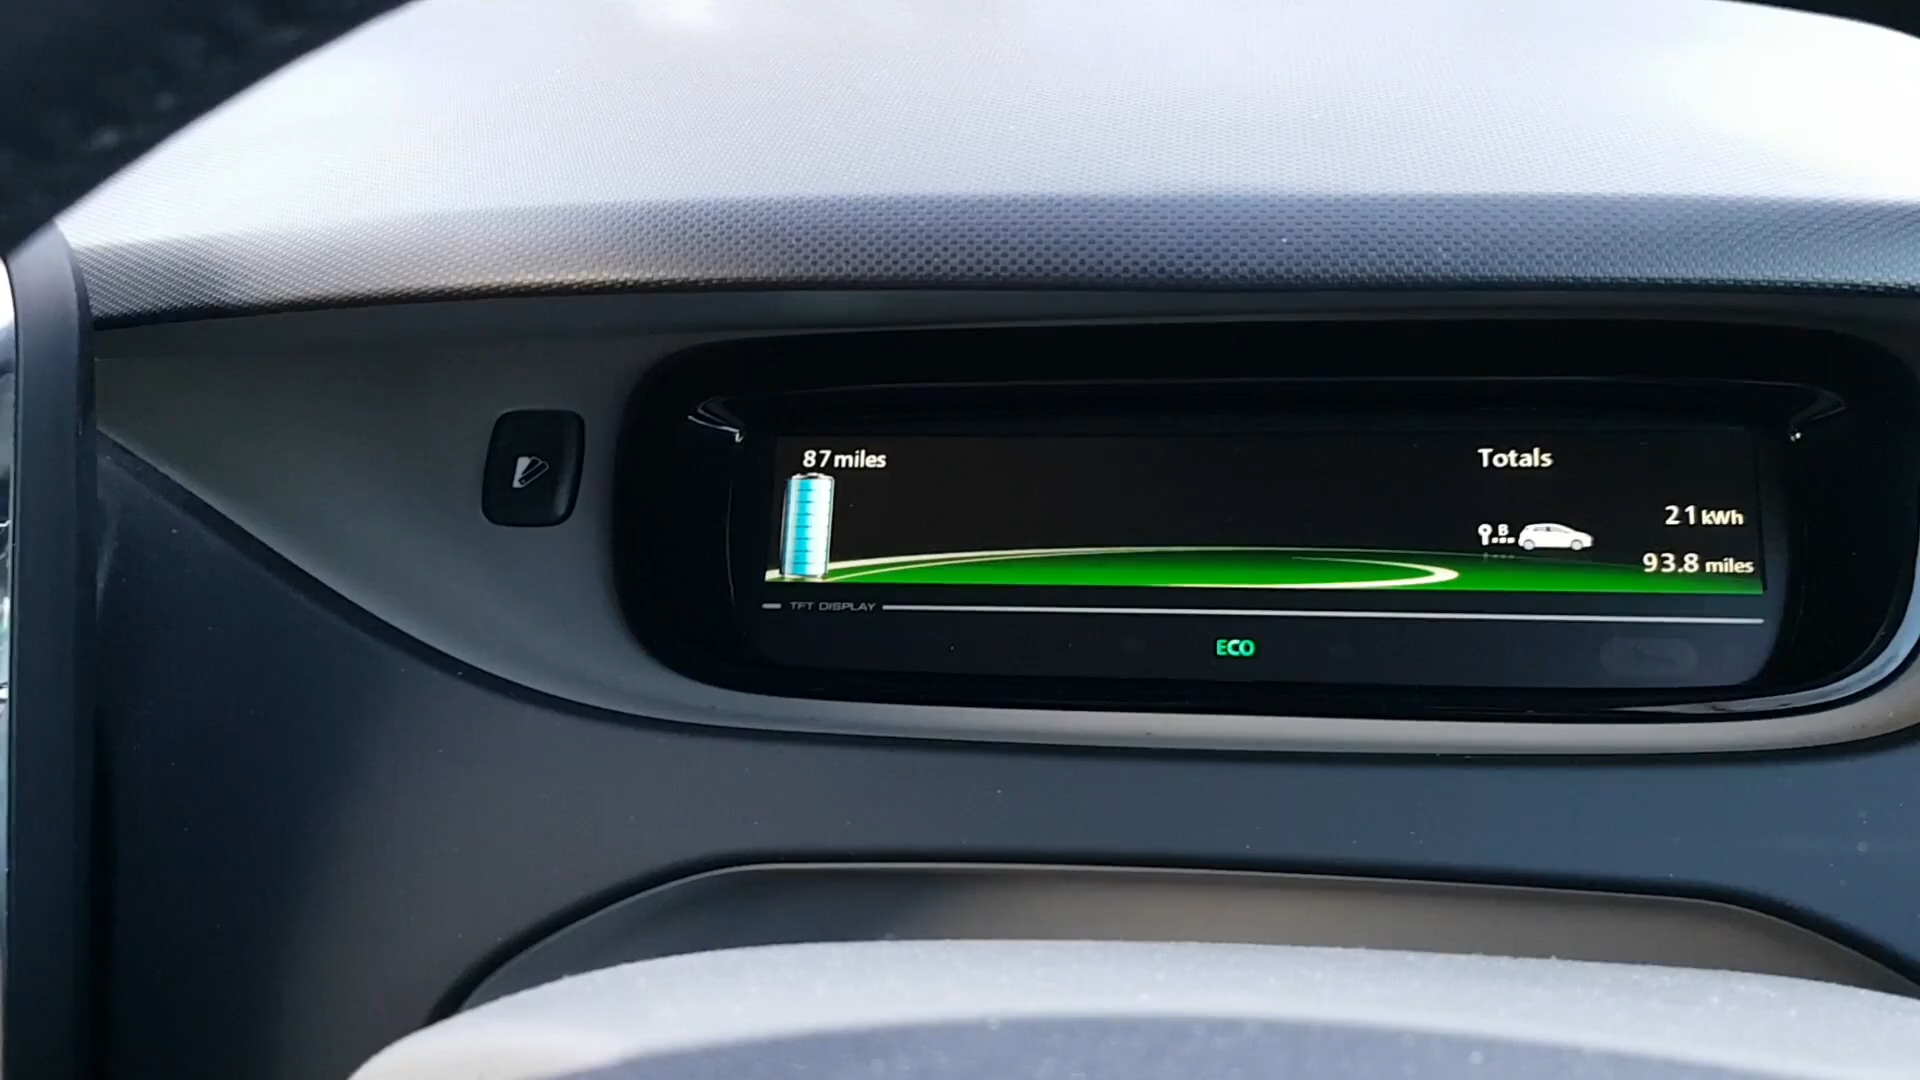 87 miles
Totals
21 kWh
B
93.8 miles
TFT DISPLAY
ECO